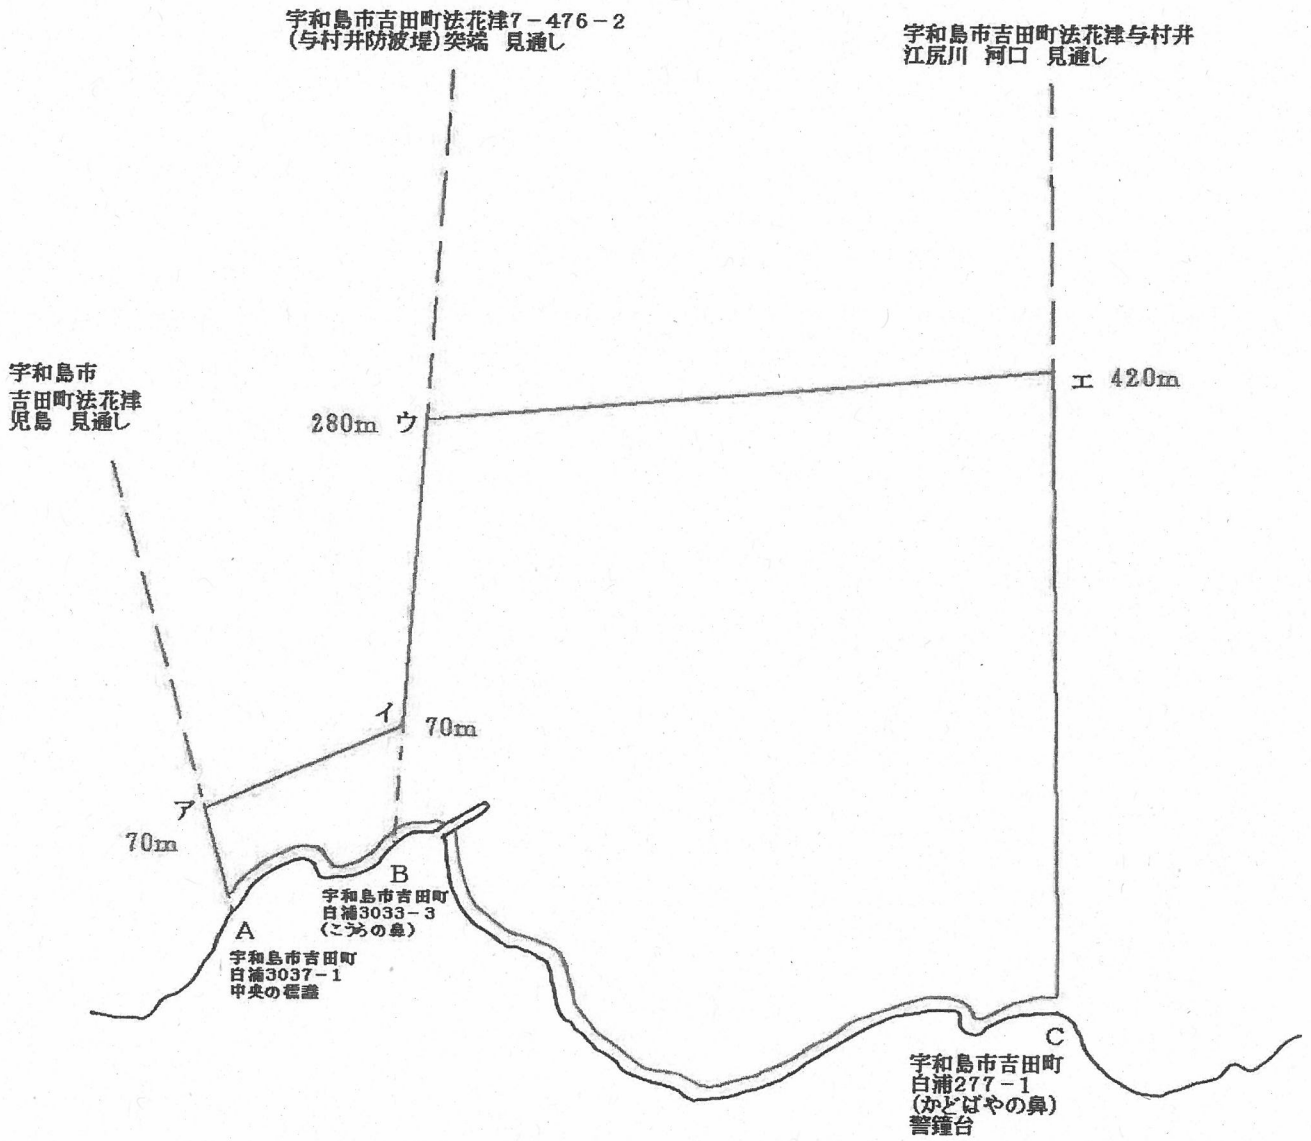 宇和島市吉田町法花津7-476-2
(与村井防波堤)突端 見通し
宇和島市吉田町法花津与村井
江尻川 河口 見通し
宇和島市
吉田町法花津
児島 見通し
280m ウ
エ 420m
イ 70m
ア
70m
B
宇和島市吉田町
白浦3033-3
(こうらの鼻)
A
宇和島市吉田町
白浦3037-1
中央の標識
C
宇和島市吉田町
白浦277-1
(かどばやの鼻)
警鐘台